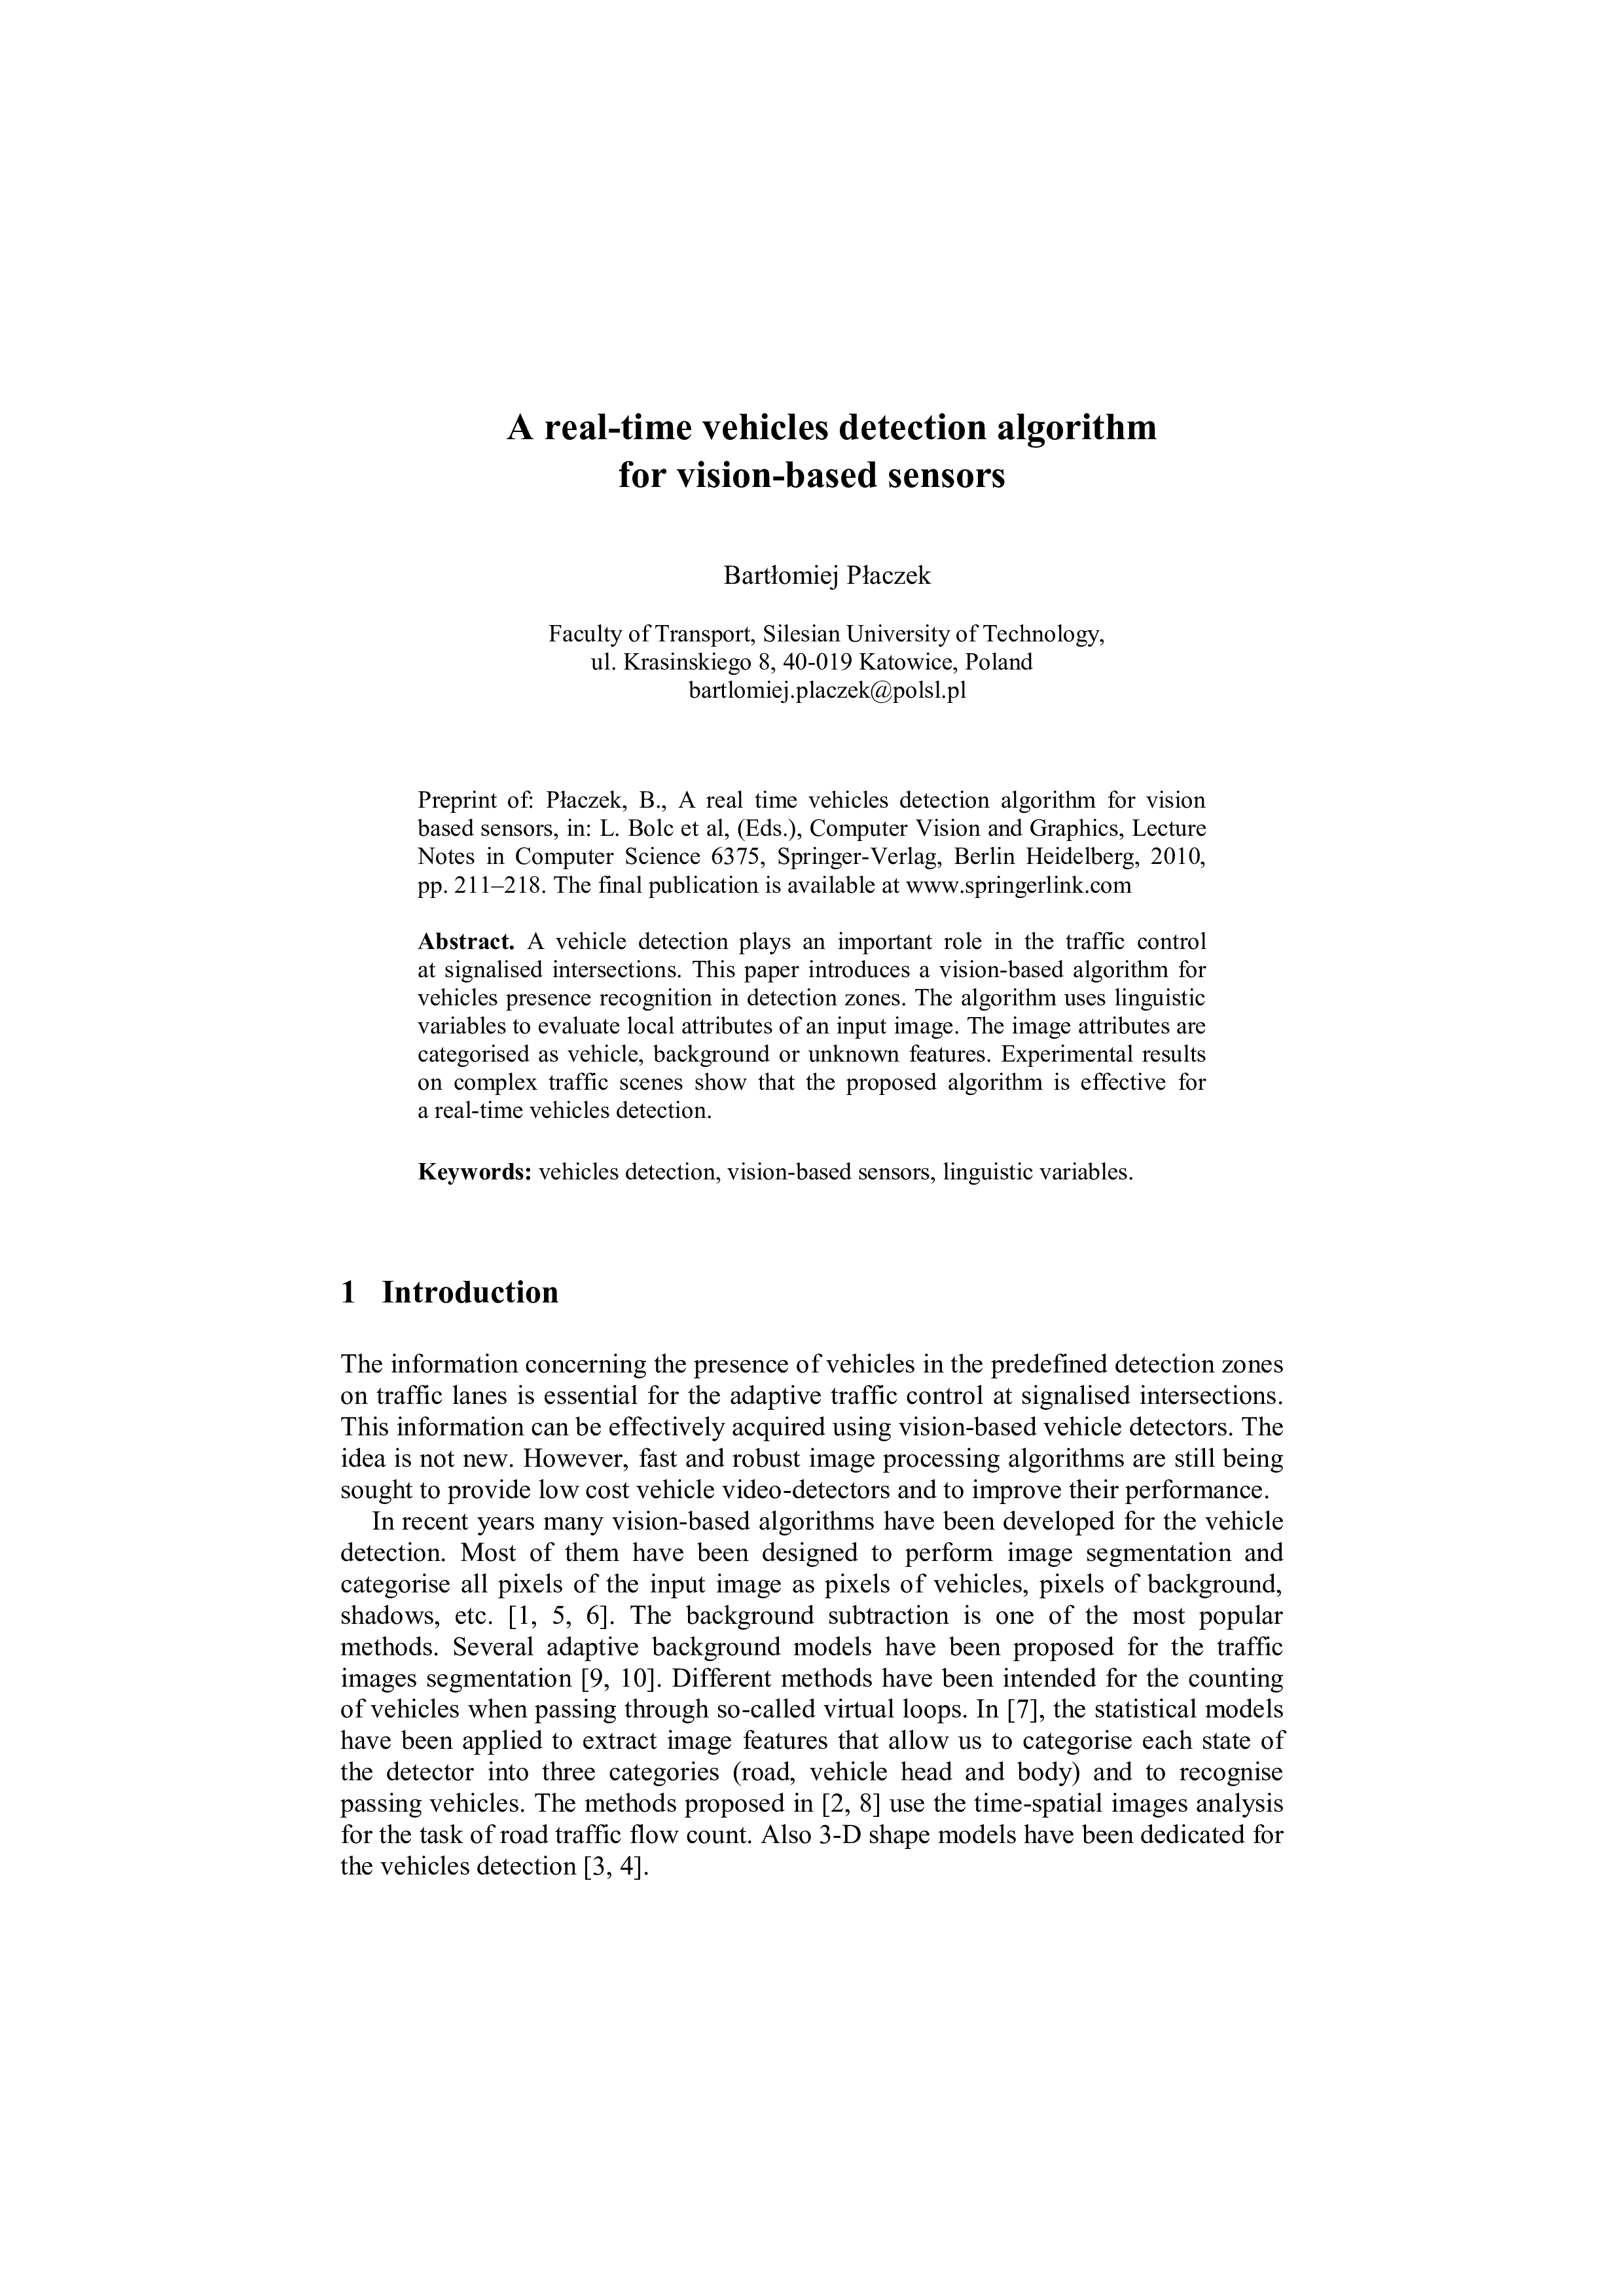 A real-time vehicles detection algorithm
for vision-based sensors
Bartłomiej Płaczek
Faculty of Transport, Silesian University of Technology,
ul. Krasinskiego 8, 40-019 Katowice, Poland
bartlomiej.placzek@polsl.pl
Preprint of: Płaczek, B., A real time vehicles detection algorithm for vision
based sensors, in: L. Bolc et al, (Eds.), Computer Vision and Graphics, Lecture
Notes in Computer Science 6375, Springer-Verlag, Berlin Heidelberg, 2010,
pp. 211–218. The final publication is available at www.springerlink.com
Abstract. A vehicle detection plays an important role in the traffic control
at signalised intersections. This paper introduces a vision-based algorithm for
vehicles presence recognition in detection zones. The algorithm uses linguistic
variables to evaluate local attributes of an input image. The image attributes are
categorised as vehicle, background or unknown features. Experimental results
on complex traffic scenes show that the proposed algorithm is effective for
a real-time vehicles detection.
Keywords: vehicles detection, vision-based sensors, linguistic variables.
1 Introduction
The information concerning the presence of vehicles in the predefined detection zones
on traffic lanes is essential for the adaptive traffic control at signalised intersections.
This information can be effectively acquired using vision-based vehicle detectors. The
idea is not new. However, fast and robust image processing algorithms are still being
sought to provide low cost vehicle video-detectors and to improve their performance.
In recent years many vision-based algorithms have been developed for the vehicle
detection. Most of them have been designed to perform image segmentation and
categorise all pixels of the input image as pixels of vehicles, pixels of background,
shadows, etc. [1, 5, 6]. The background subtraction is one of the most popular
methods. Several adaptive background models have been proposed for the traffic
images segmentation [9, 10]. Different methods have been intended for the counting
of vehicles when passing through so-called virtual loops. In [7], the statistical models
have been applied to extract image features that allow us to categorise each state of
the detector into three categories (road, vehicle head and body) and to recognise
passing vehicles. The methods proposed in [2, 8] use the time-spatial images analysis
for the task of road traffic flow count. Also 3-D shape models have been dedicated for
the vehicles detection [3, 4].